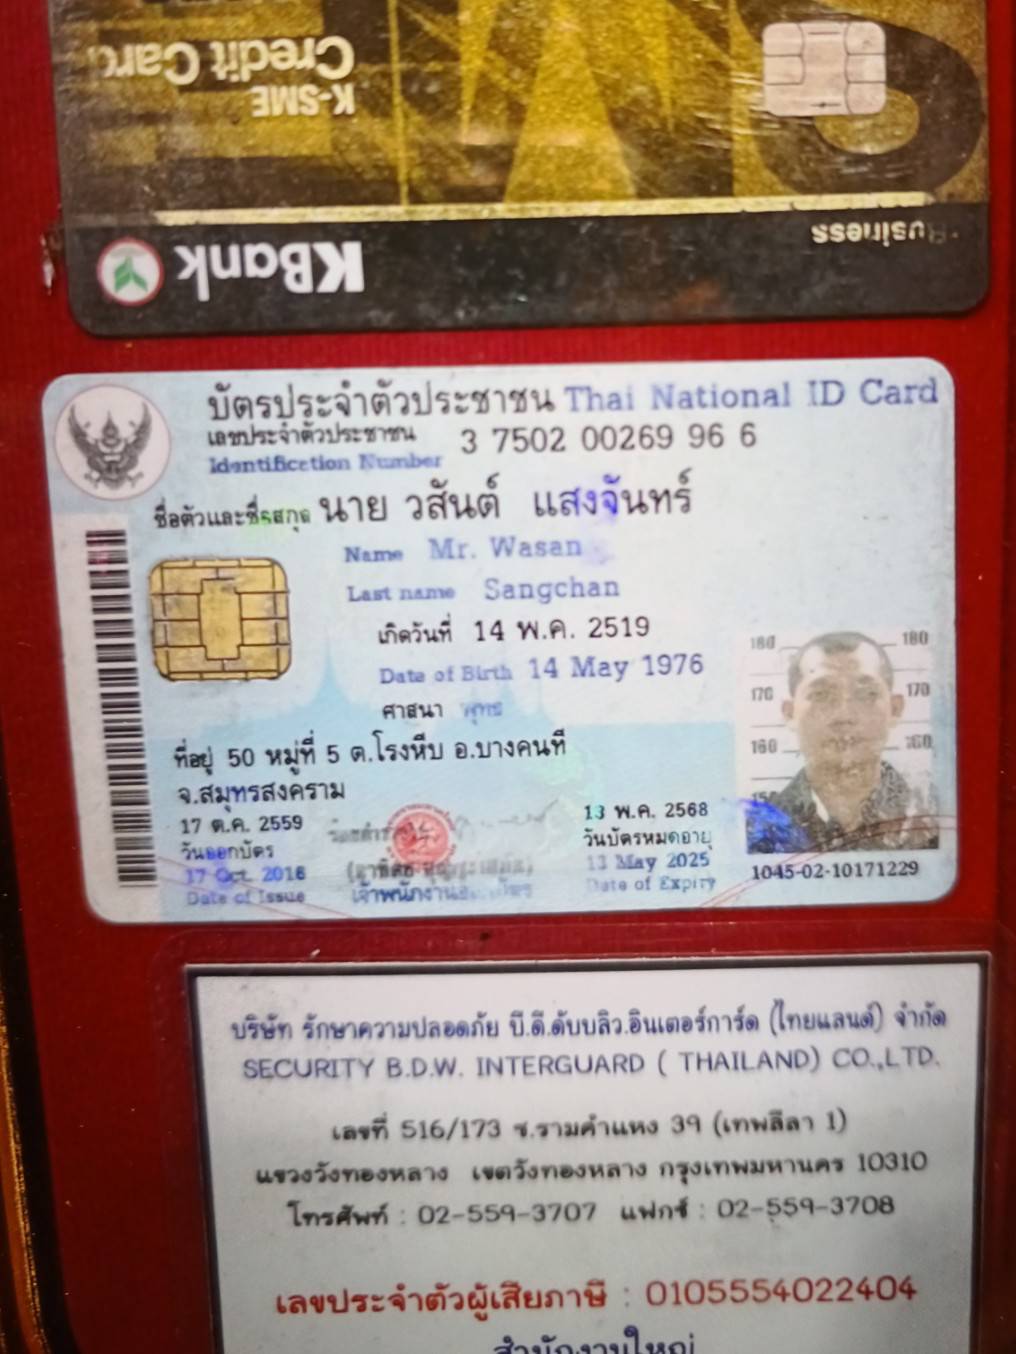 K-SME
Credit Card
Business
KBank
บัตรประจำตัวประชาชน Thai National ID Card
เลขประจำตัวประชาชน 3 7502 00269 96 6
Identification Number
ชื่อตัวและชื่อสกุล นาย วสันต์ แสงจันทร์
Name Mr. Wasan
Last name Sangchan
เกิดวันที่ 14 พ.ค. 2519
Date of Birth 14 May 1976
ศาสนา พุทธ
ที่อยู่ 50 หมู่ที่ 5 ต.โรงหีบ อ.บางคนที
จ.สมุทรสงคราม
17 ต.ค. 2559
วันออกบัตร
17 Oct. 2016
Date of Issue
เจ้าพนักงานออกบัตร
13 พ.ค. 2568
วันบัตรหมดอายุ
13 May 2025
Date of Expiry
180 180
170 170
160 160
150
1045-02-10171229
บริษัท รักษาความปลอดภัย บี.ดี.ดับบลิว.อินเตอร์การ์ด (ไทยแลนด์) จำกัด
SECURITY B.D.W. INTERGUARD ( THAILAND) CO.,LTD.
เลขที่ 516/173 ซ.รามคำแหง 39 (เทพลีลา 1)
แขวงวังทองหลาง เขตวังทองหลาง กรุงเทพมหานคร 10310
โทรศัพท์ : 02-559-3707 แฟกซ์ : 02-559-3708
เลขประจำตัวผู้เสียภาษี : 0105554022404
สำนักงานใหญ่